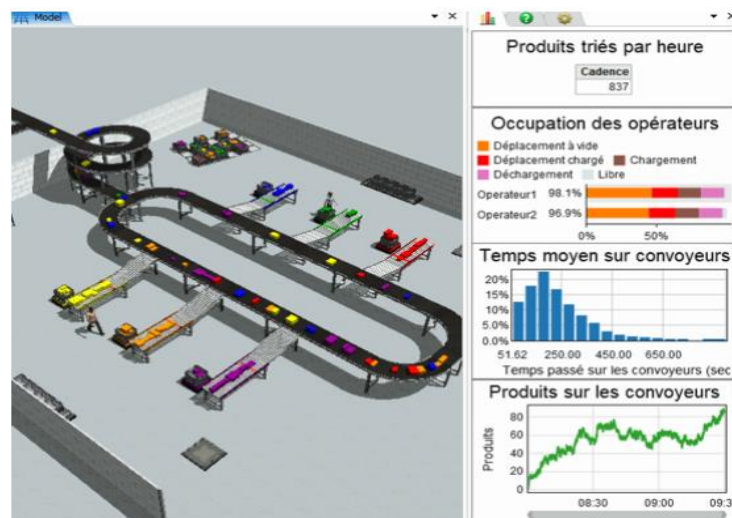 Model
Produits triés par heure
Cadence
837
Occupation des opérateurs
Déplacement à vide
Déplacement chargé Chargement
Déchargement Libre
Operateur1 98.1%
Operateur2 96.9%
0% 50%
Temps moyen sur convoyeurs
20%
15%
10%
5.0%
0.0%
51.62 250.00 450.00 650.00
Temps passé sur les convoyeurs (sec
Produits sur les convoyeurs
Produits
80
60
40
20
0
08:30 09:00 09:3